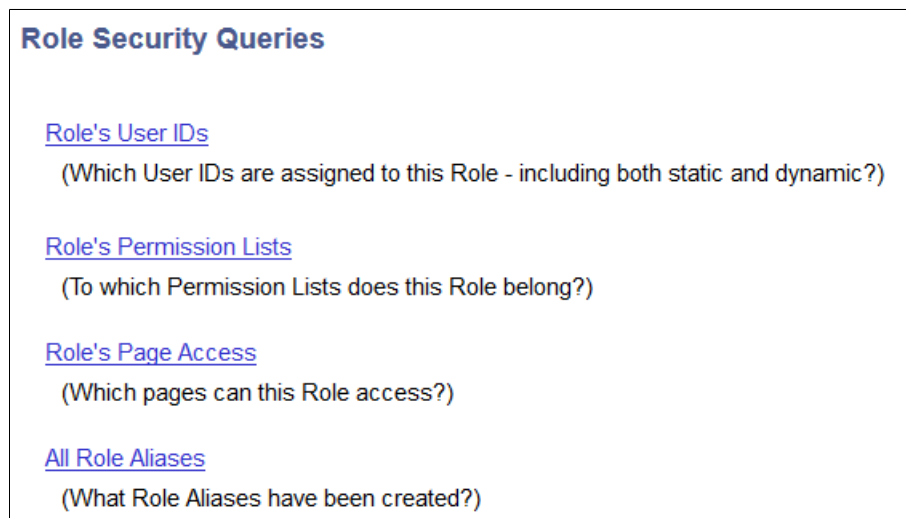 Role Security Queries
Role's User IDs
(Which User IDs are assigned to this Role - including both static and dynamic?)
Role's Permission Lists
(To which Permission Lists does this Role belong?)
Role's Page Access
(Which pages can this Role access?)
All Role Aliases
(What Role Aliases have been created?)